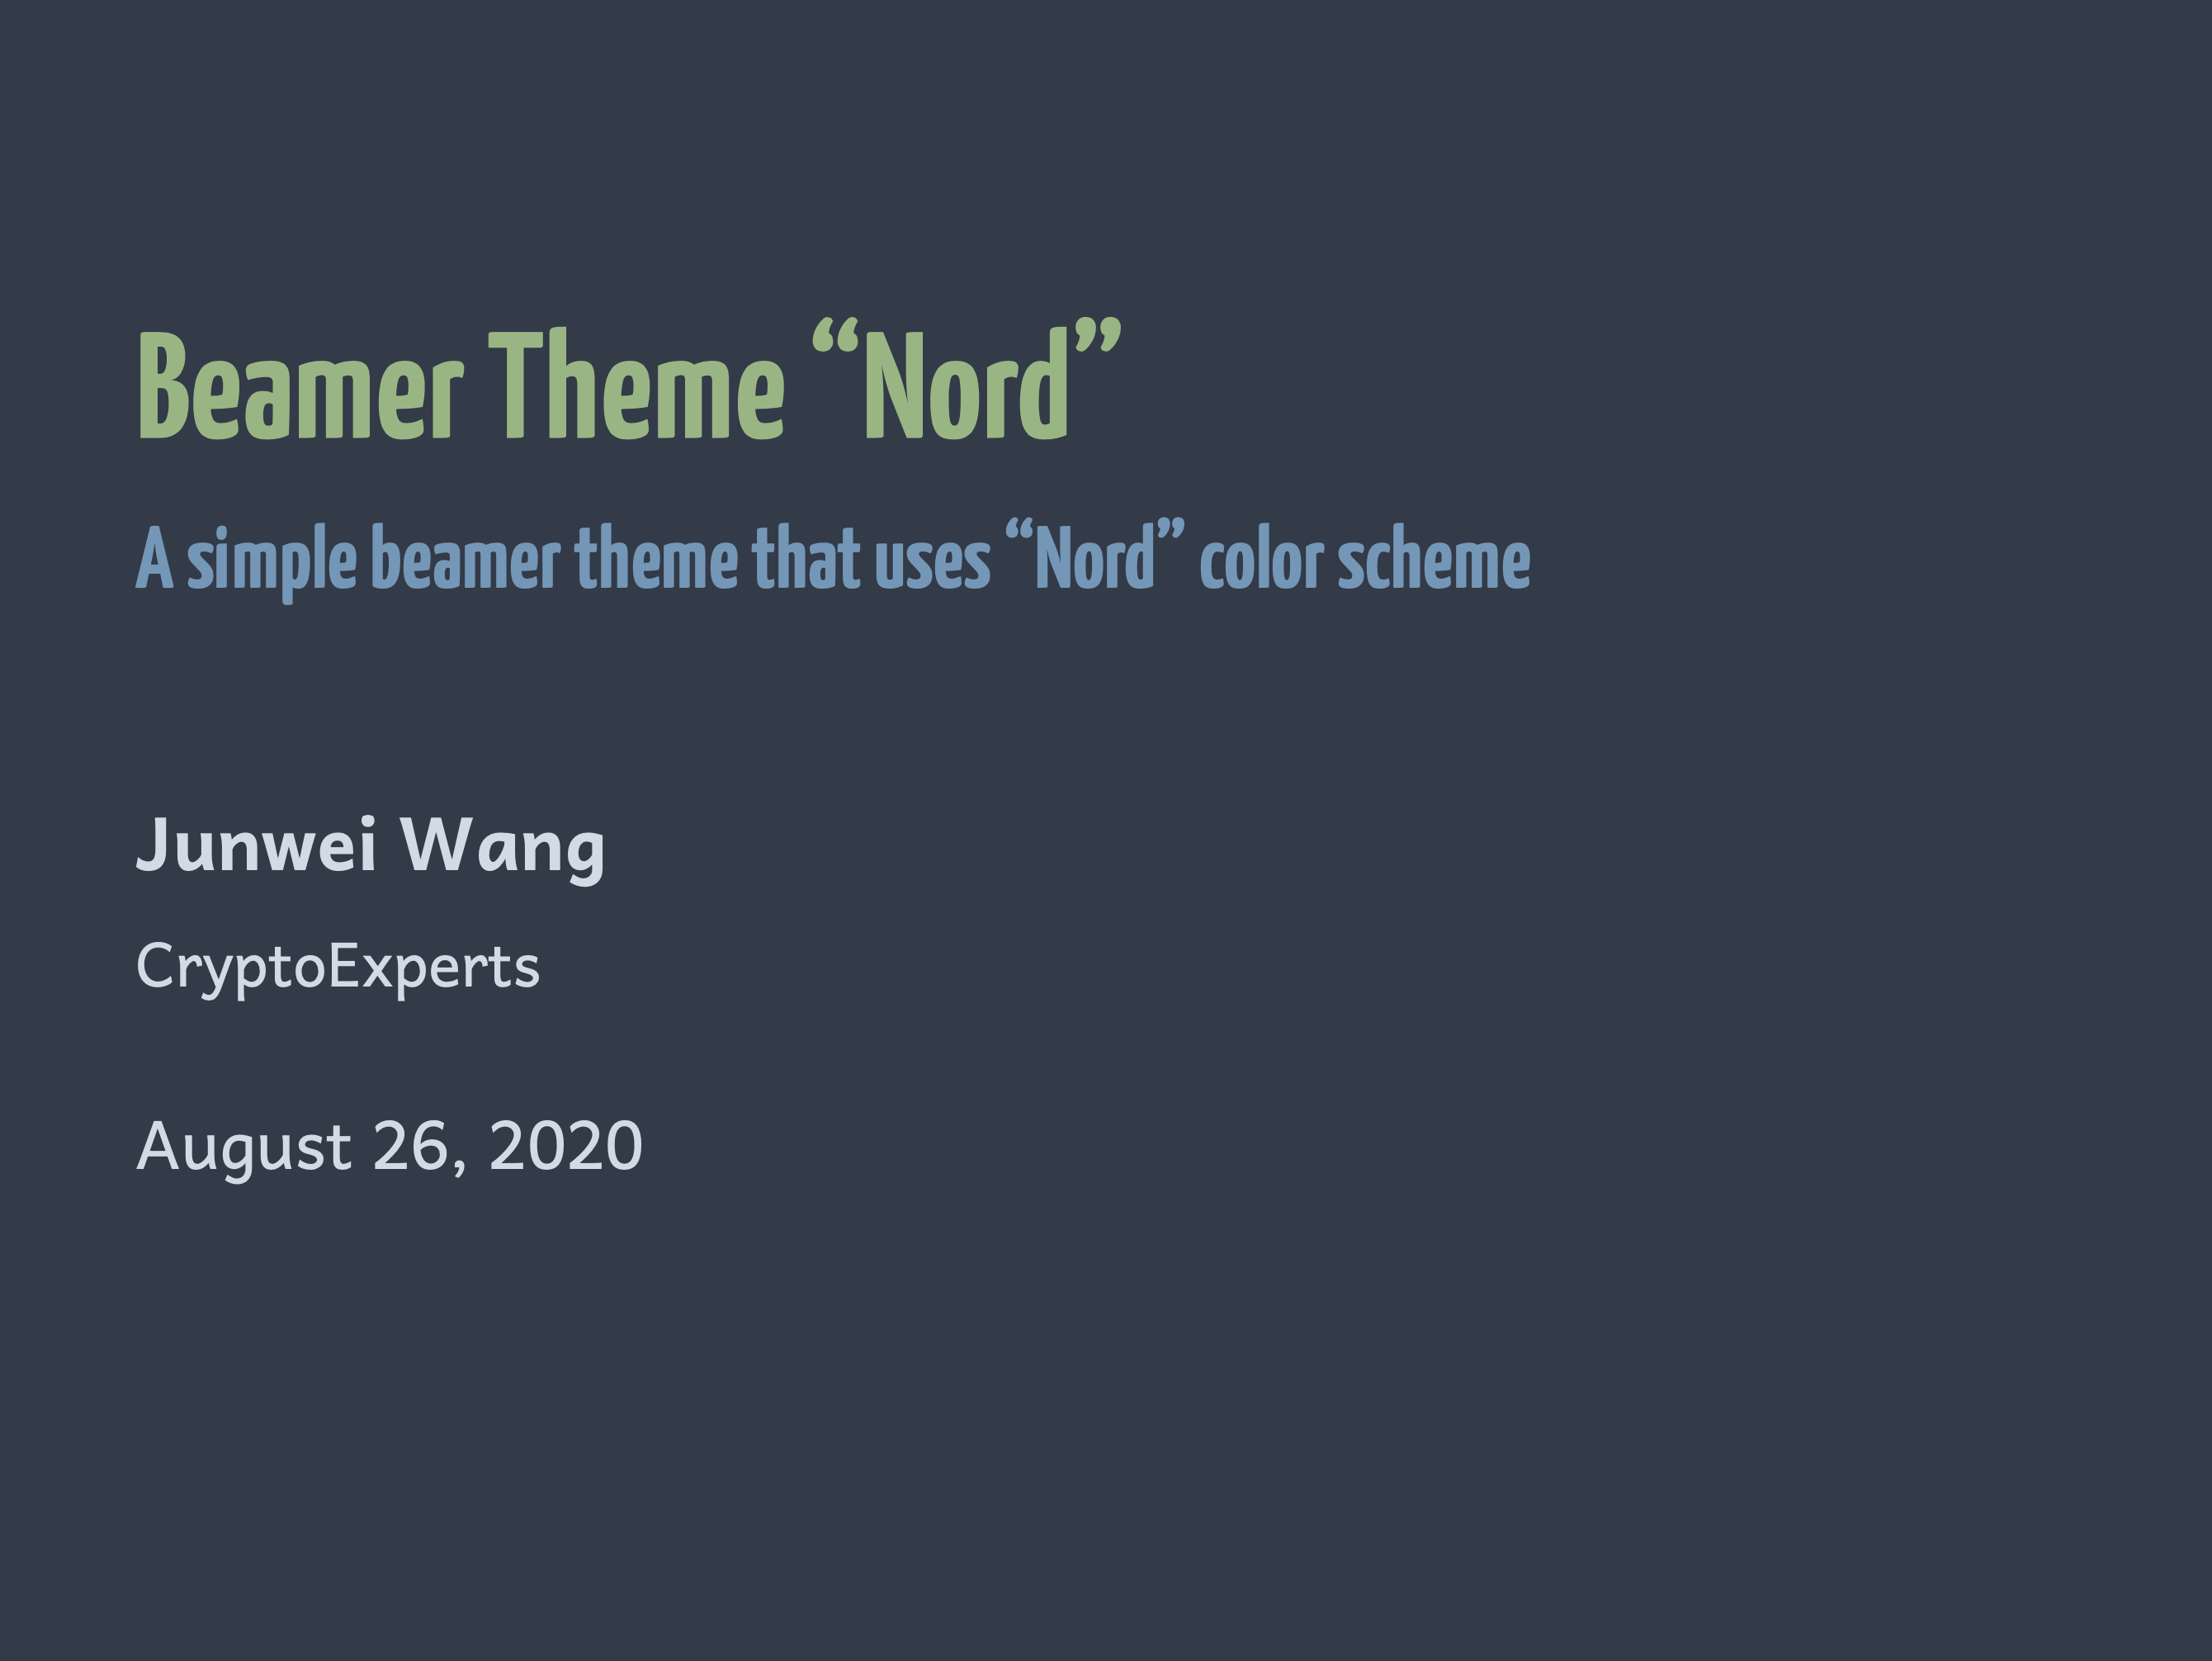 Beamer Theme “Nord”
A simple beamer theme that uses “Nord” color scheme
Junwei Wang
CryptoExperts
August 26, 2020